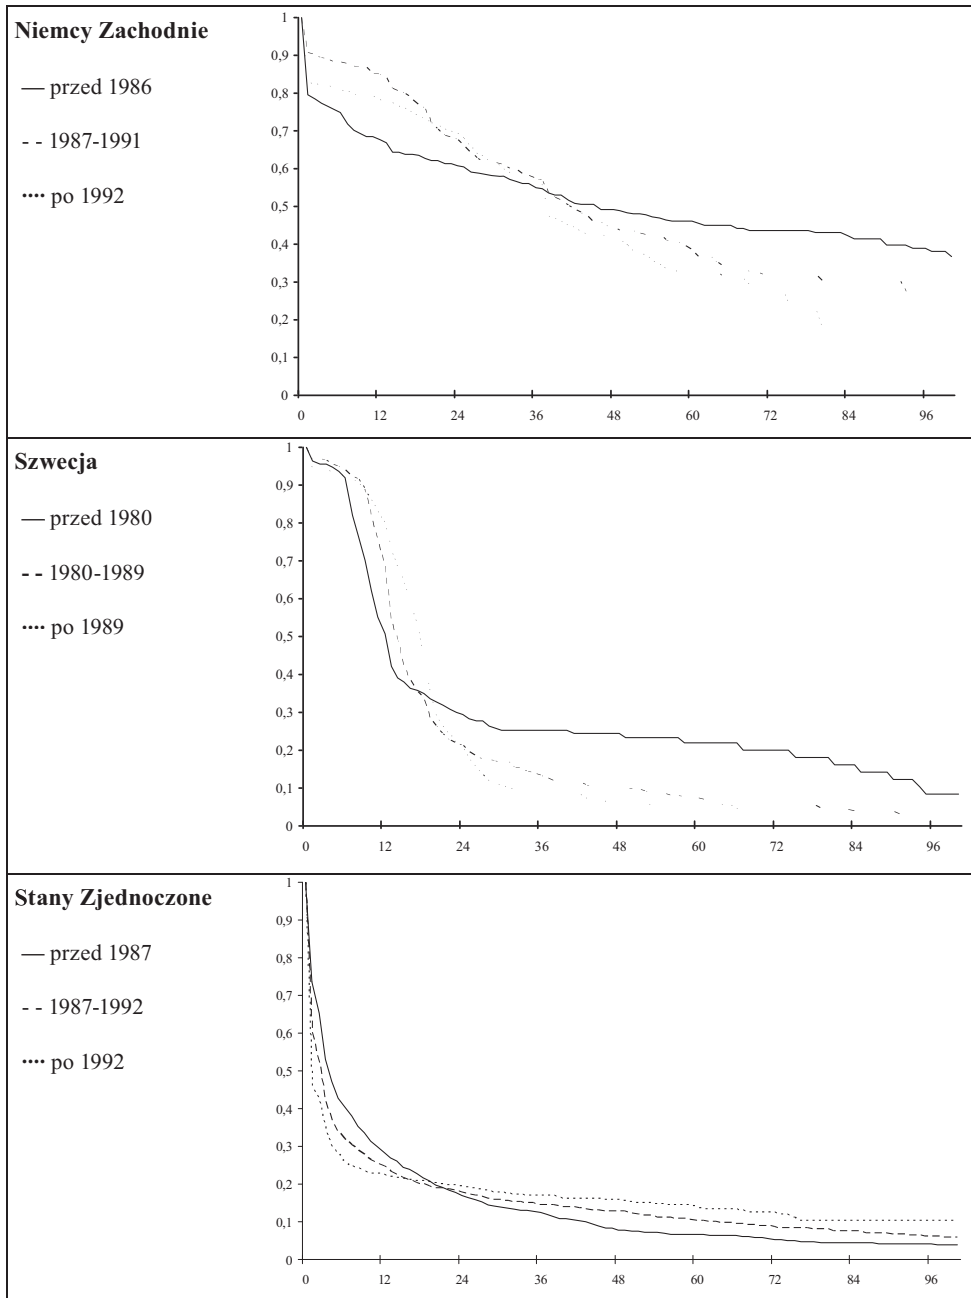 Niemcy Zachodnie
— przed 1986
- - 1987-1991
···· po 1992
1
0,9
0,8
0,7
0,6
0,5
0,4
0,3
0,2
0,1
0
0 12 24 36 48 60 72 84 96
Szwecja
— przed 1980
- - 1980-1989
···· po 1989
1
0,9
0,8
0,7
0,6
0,5
0,4
0,3
0,2
0,1
0
0 12 24 36 48 60 72 84 96
Stany Zjednoczone
— przed 1987
- - 1987-1992
···· po 1992
1
0,9
0,8
0,7
0,6
0,5
0,4
0,3
0,2
0,1
0
0 12 24 36 48 60 72 84 96